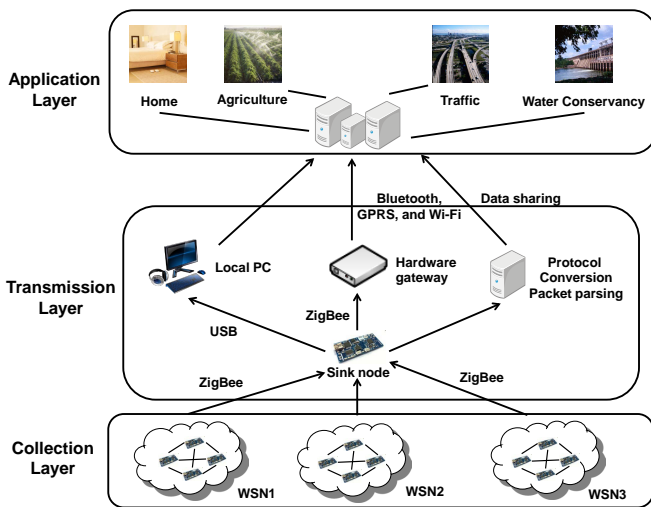 Application
Layer
Home
Agriculture
Traffic
Water Conservancy
Bluetooth,
GPRS, and Wi-Fi
Data sharing
Transmission
Layer
Local PC
Hardware
gateway
Protocol
Conversion
Packet parsing
USB
ZigBee
Sink node
ZigBee
ZigBee
Collection
Layer
WSN1
WSN2
WSN3